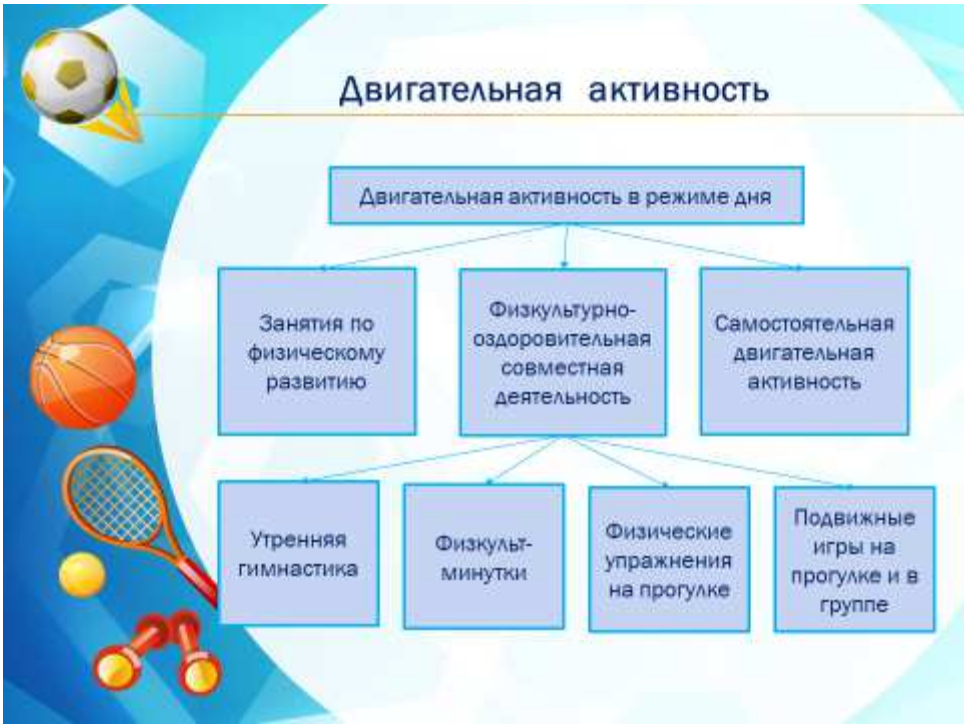 Двигательная активность
Двигательная активность в режиме дня
Занятия по
физическому
развитию
Физкультурно-
оздоровительная
совместная
деятельность
Самостоятельная
двигательная
активность
Утренняя
гимнастика
Физкульт-
минутки
Физические
упражнения
на прогулке
Подвижные
игры на
прогулке и в
группе